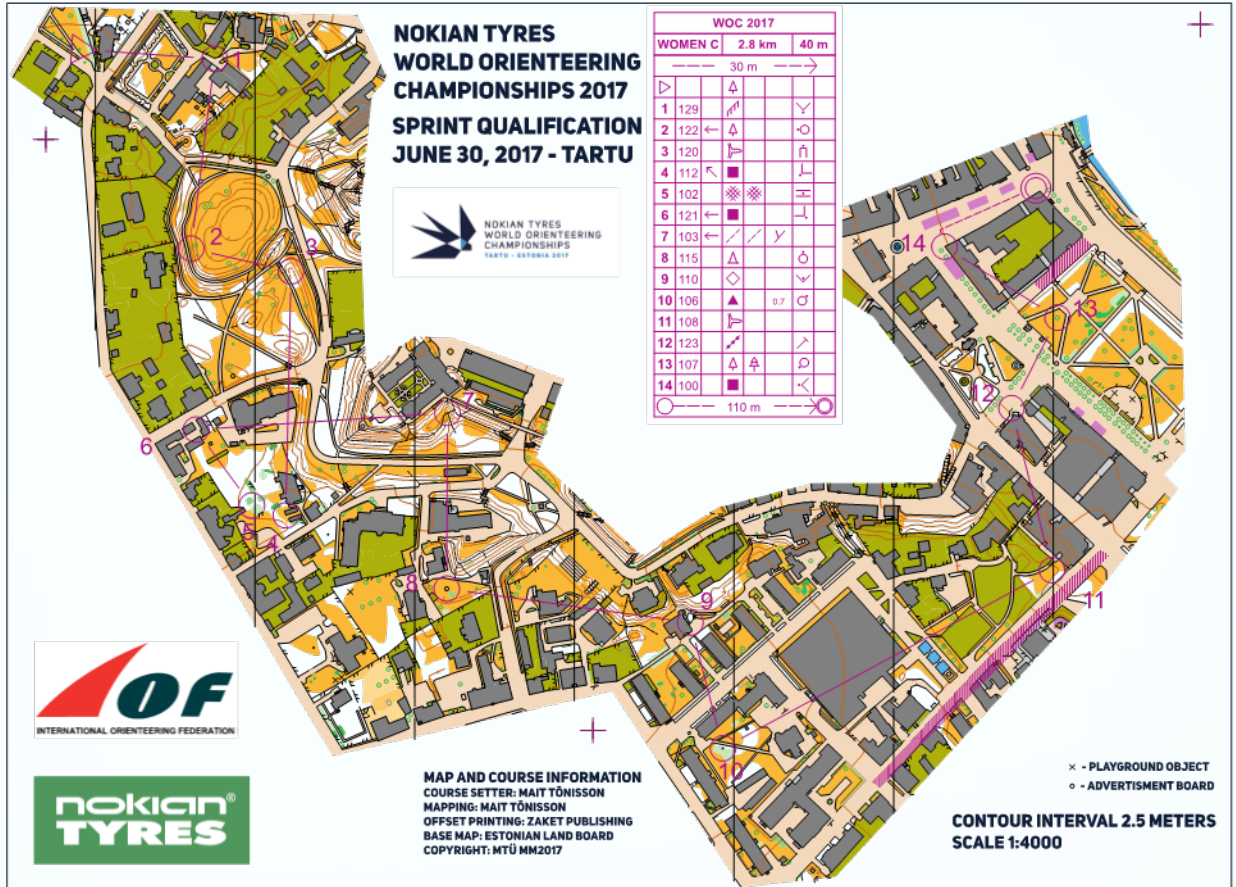 NOKIAN TYRES
WORLD ORIENTEERING
CHAMPIONSHIPS 2017
SPRINT QUALIFICATION
JUNE 30, 2017 - TARTU
NOKIAN TYRES
WORLD ORIENTEERING
CHAMPIONSHIPS
TARTU - ESTONIA 2017
WOC 2017
WOMEN C 2.8 km 40 m
30 m
1 129
2 122
3 120
4 112
5 102
6 121
7 103
8 115
9 110
10 106 0.7
11 108
12 123
13 107
14 100
110 m
1
2
3
14
13
12
7
6
5
4
8
9
11
10
IOF
INTERNATIONAL ORIENTEERING FEDERATION
nokian®
TYRES
MAP AND COURSE INFORMATION
COURSE SETTER: MAIT TÕNISSON
MAPPING: MAIT TÕNISSON
OFFSET PRINTING: ZAKET PUBLISHING
BASE MAP: ESTONIAN LAND BOARD
COPYRIGHT: MTÜ MM2017
× - PLAYGROUND OBJECT
o - ADVERTISMENT BOARD
CONTOUR INTERVAL 2.5 METERS
SCALE 1:4000